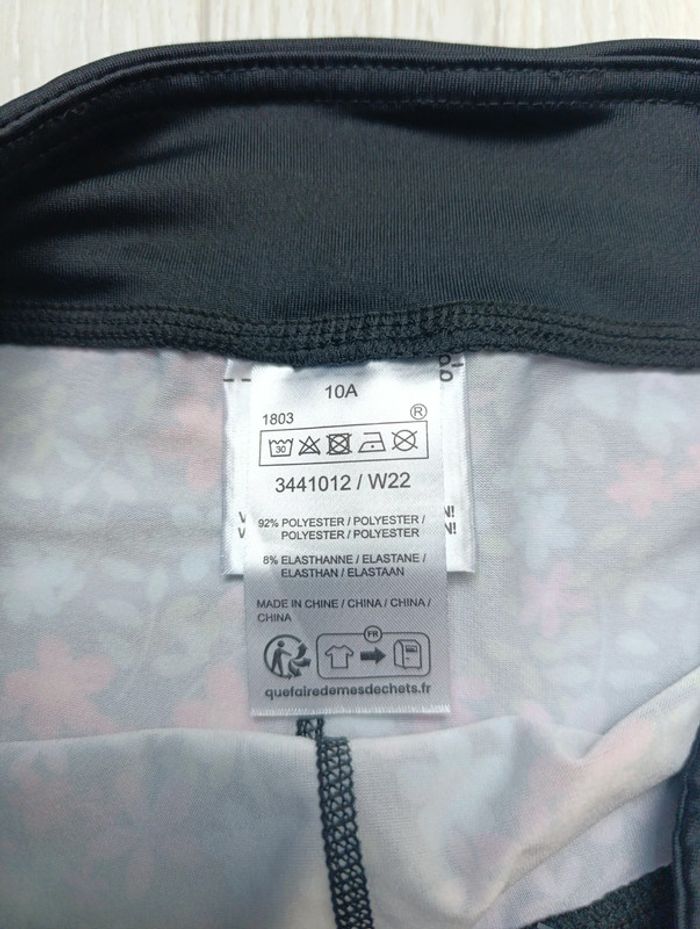 10A
1803
®
30
3441012 / W22
92% POLYESTER / POLYESTER /
POLYESTER / POLYESTER
8% ELASTHANNE / ELASTANE /
ELASTHAN / ELASTAAN
MADE IN CHINE / CHINA / CHINA /
CHINA
FR
quefairedemesdechets.fr